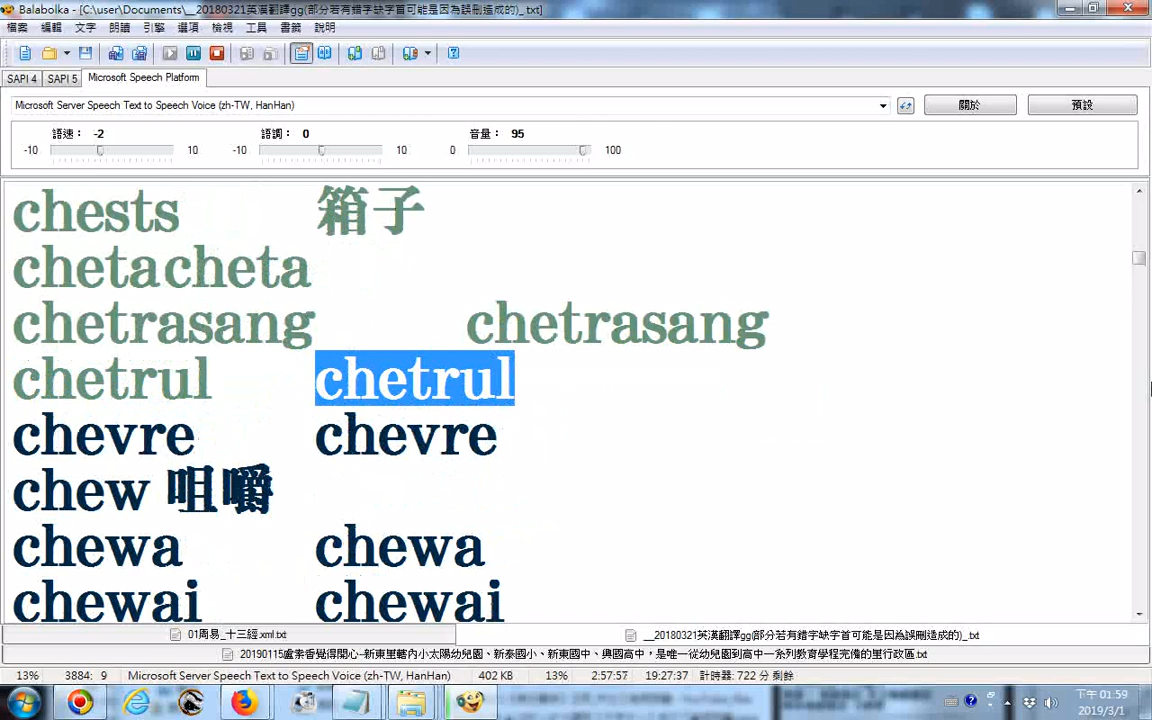 Balabolka - [C:\user\Documents\__20180321英漢翻譯gg(部分若有錯字缺字首可能是因為誤刪造成的)_.txt]
檔案 編輯 文字 朗讀 引擎 選項 檢視 工具 書籤 說明
SAPI 4 SAPI 5 Microsoft Speech Platform
Microsoft Server Speech Text to Speech Voice (zh-TW, HanHan) 關於 預設
語速： -2 語調： 0 音量： 95
-10 10 -10 10 0 100
chests 箱子
chetacheta
chetrasang chetrasang
chetrul chetrul
chevre chevre
chew 咀嚼
chewa chewa
chewai chewai
01周易_十三經.xml.txt __20180321英漢翻譯gg(部分若有錯字缺字首可能是因為誤刪造成的)_.txt
20190115盧素香覺得開心--新東里轄內小太陽幼兒園、新泰國小、新東國中、興國高中，是唯一從幼兒園到高中一系列教育學程完備的里行政區.txt
13% 3884: 9 Microsoft Server Speech Text to Speech Voice (zh-TW, HanHan) 402 KB 13% 2:57:57 19:27:37 計時器: 722 分 剩餘
下午 01:59
2019/3/1